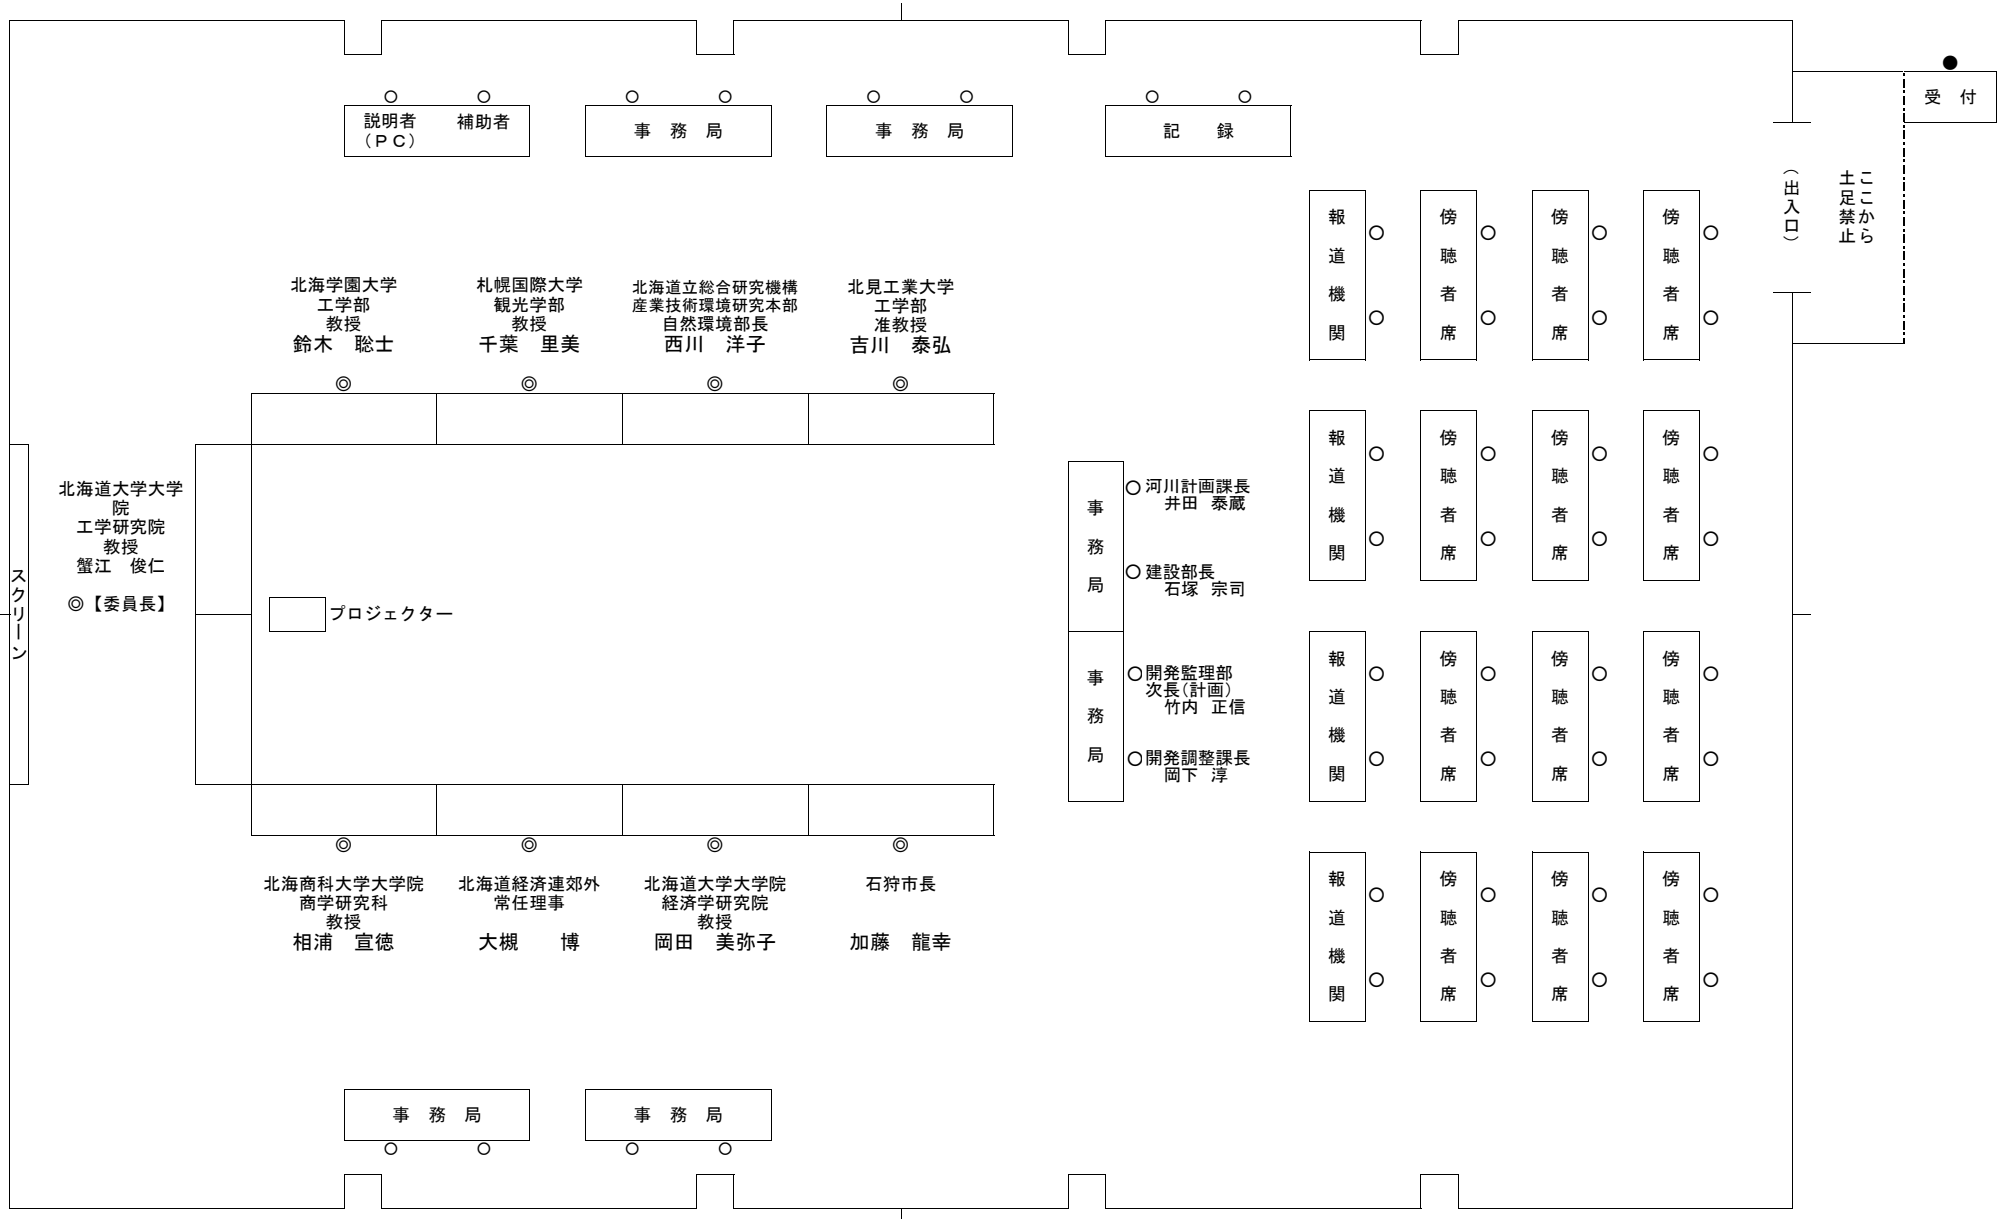 受　付
説明者　補助者
（ＰＣ）
事　務　局
事　務　局
記　　録
（出入口）
ここから
土足禁止
北海学園大学
工学部
教授
鈴木　聡士
札幌国際大学
観光学部
教授
千葉　里美
北海道立総合研究機構
産業技術環境研究本部
自然環境部長
西川　洋子
北見工業大学
工学部
准教授
吉川　泰弘
報道機関
傍聴者席
傍聴者席
傍聴者席
スクリーン
北海道大学大学
院
工学研究院
教授
蟹江　俊仁
◎【委員長】
プロジェクター
事務局
河川計画課長
井田　泰蔵
建設部長
石塚　宗司
事務局
開発監理部
次長（計画）
竹内　正信
開発調整課長
岡下　淳
報道機関
傍聴者席
傍聴者席
傍聴者席
報道機関
傍聴者席
傍聴者席
傍聴者席
北海商科大学大学院
商学研究科
教授
相浦　宣徳
北海道経済連郊外
常任理事
大槻　　博
北海道大学大学院
経済学研究院
教授
岡田　美弥子
石狩市長
加藤　龍幸
報道機関
傍聴者席
傍聴者席
傍聴者席
事　務　局
事　務　局